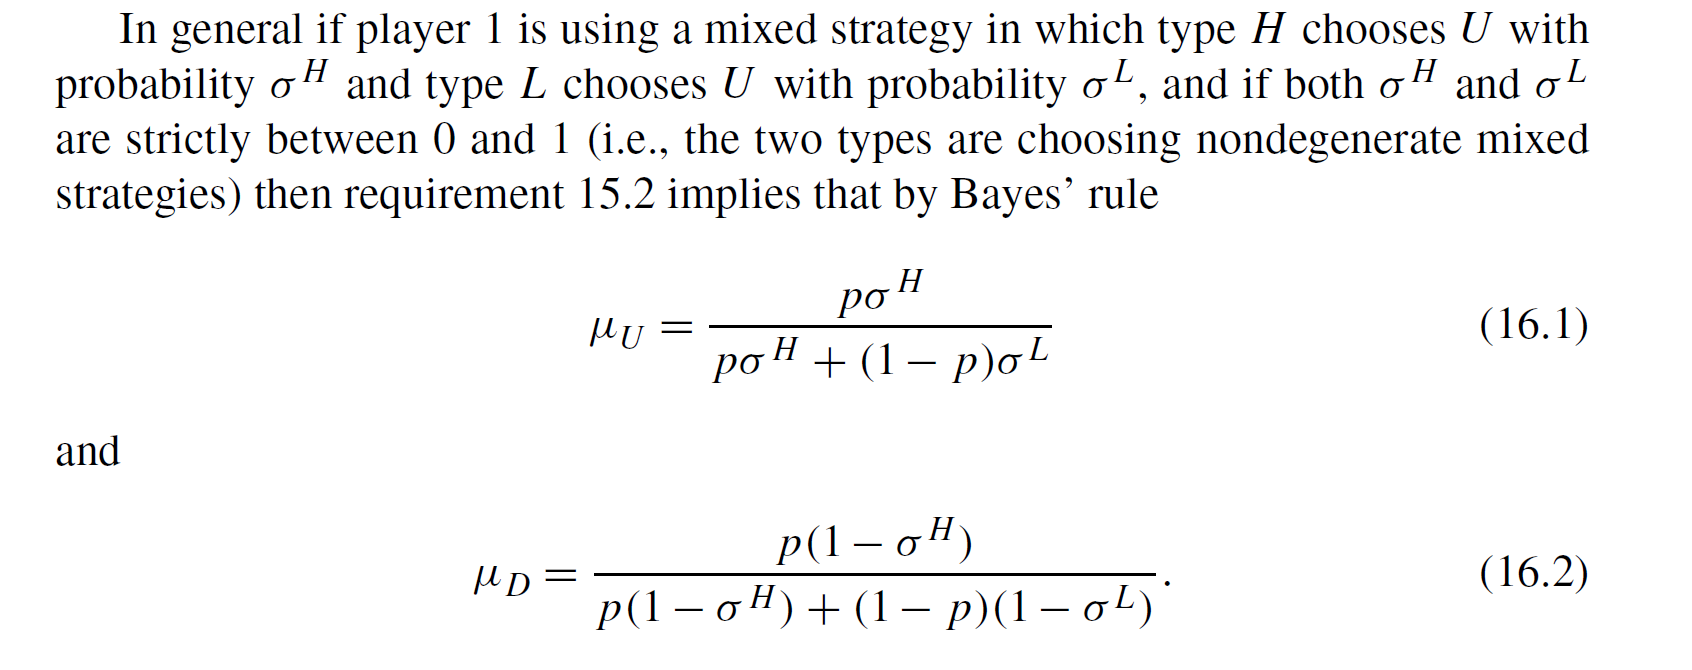 In general if player 1 is using a mixed strategy in which type H chooses U with
probability σ^H and type L chooses U with probability σ^L, and if both σ^H and σ^L
are strictly between 0 and 1 (i.e., the two types are choosing nondegenerate mixed
strategies) then requirement 15.2 implies that by Bayes’ rule
μ_U = \frac{pσ^H}{pσ^H + (1 − p)σ^L} (16.1)
and
μ_D = \frac{p(1 − σ^H)}{p(1 − σ^H) + (1 − p)(1 − σ^L)}. (16.2)